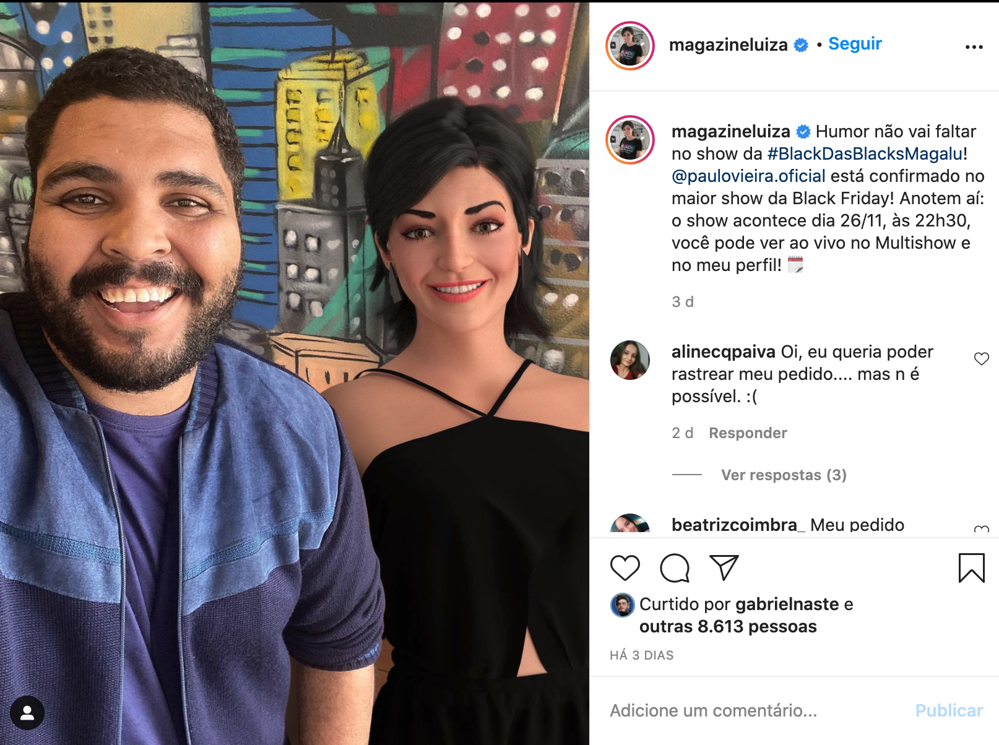 magazineluiza • Seguir
magazineluiza Humor não vai faltar
no show da #BlackDasBlacksMagalu!
@paulovieira.oficial está confirmado no
maior show da Black Friday! Anotem aí:
o show acontece dia 26/11, às 22h30,
você pode ver ao vivo no Multishow e
no meu perfil!
3 d
alinecqpaiva Oi, eu queria poder
rastrear meu pedido.... mas n é
possível. :(
2 d Responder
Ver respostas (3)
beatrizcoimbra_ Meu pedido
Curtido por gabrielnaste e
outras 8.613 pessoas
HÁ 3 DIAS
Adicione um comentário... Publicar